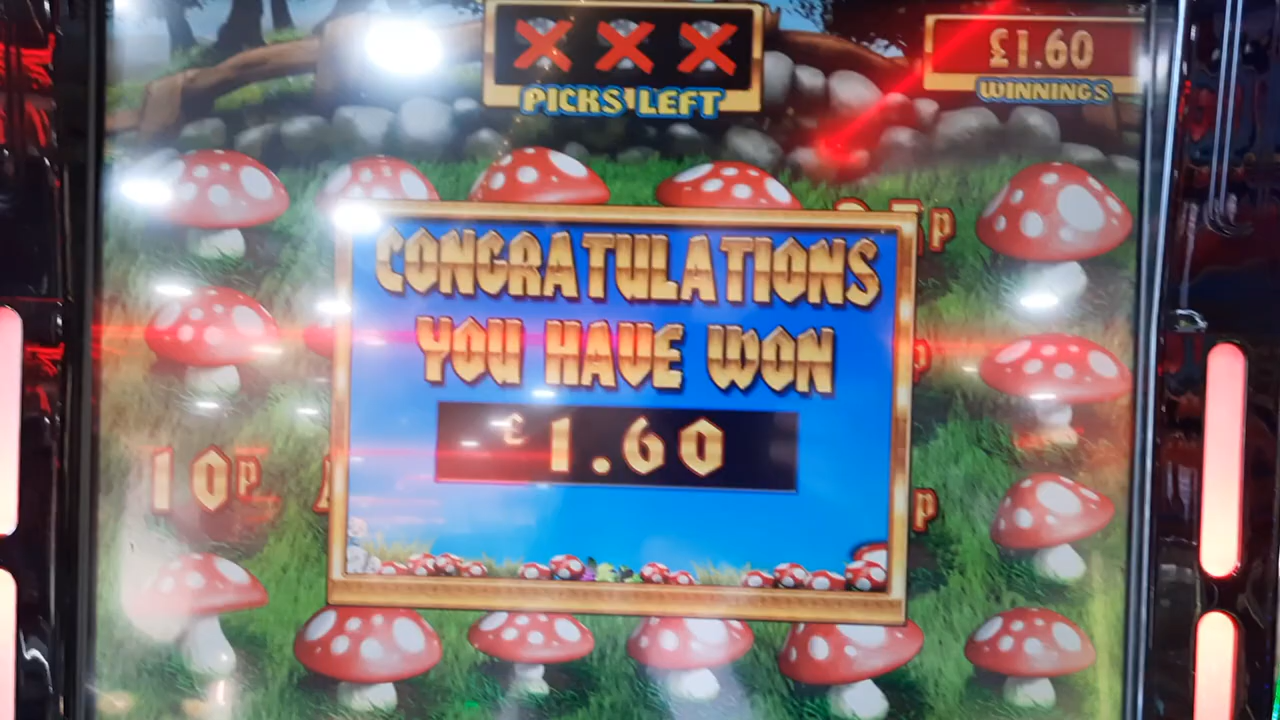 £1.60
PICKS LEFT
WINNINGS
CONGRATULATIONS
YOU HAVE WON
£1.60
10P